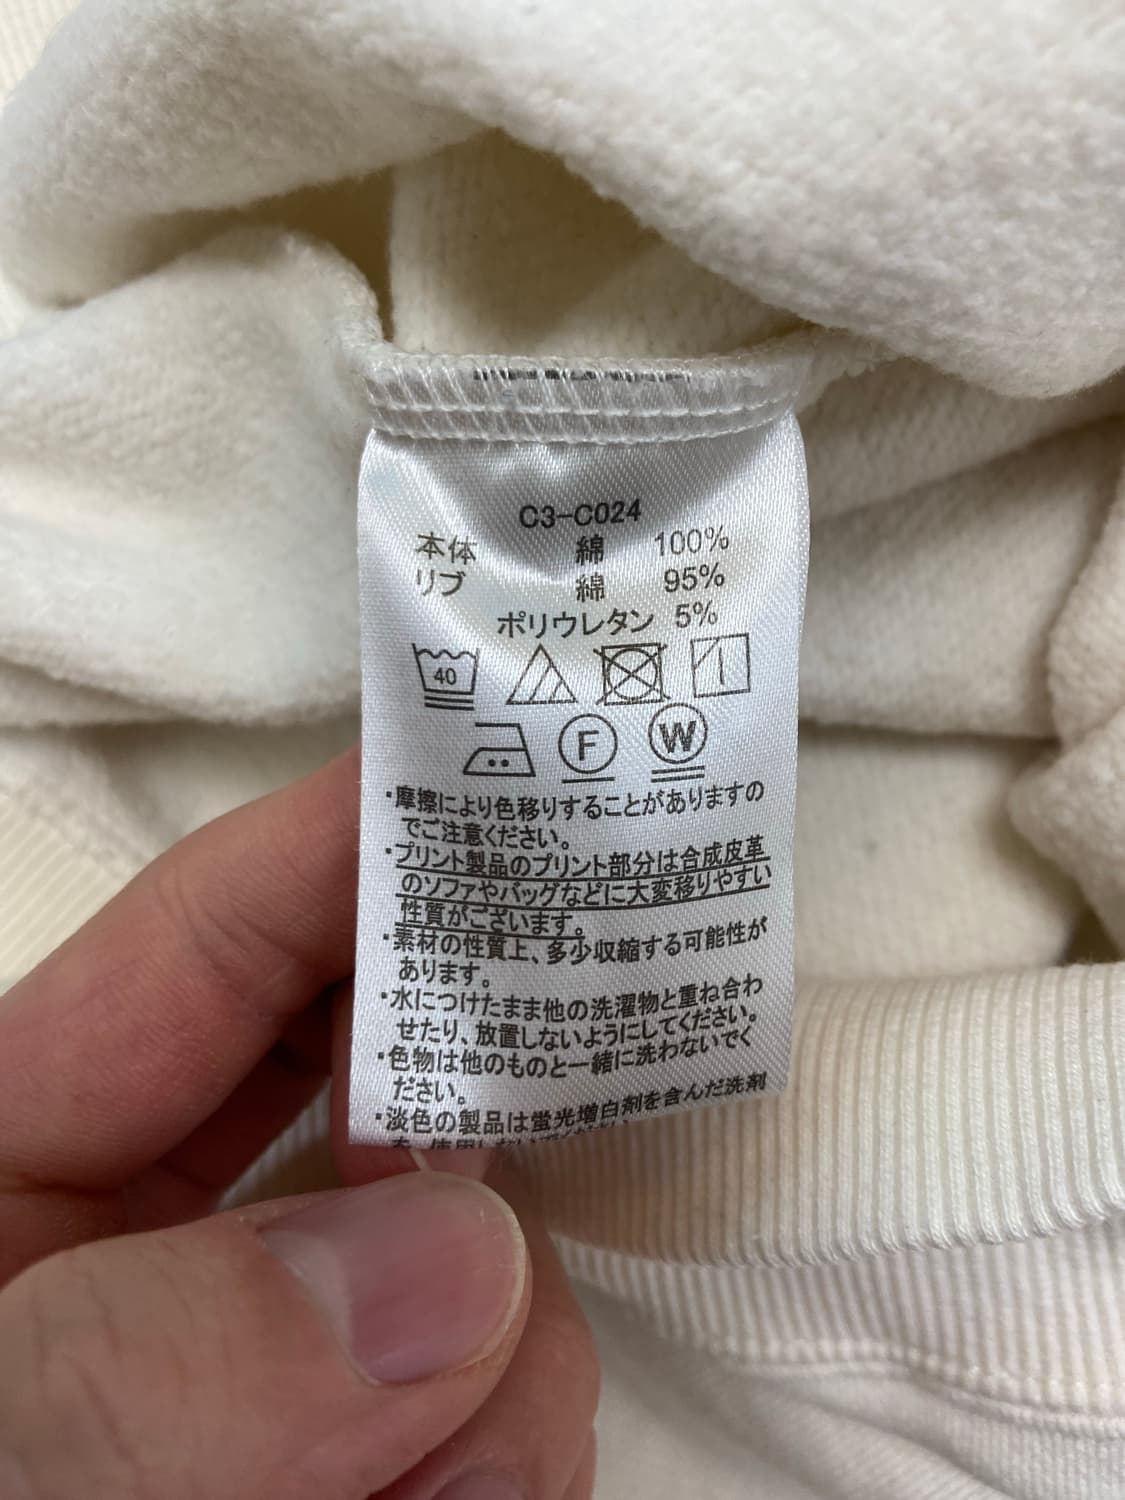 C3-C024
本体 綿 100%
リブ 綿 95%
ポリウレタン 5%
40
F W
・摩擦により色移りすることがありますの
でご注意ください。
・プリント製品のプリント部分は合成皮革
のソファやバッグなどに大変移りやすい
性質がございます。
・素材の性質上、多少収縮する可能性が
あります。
・水につけたまま他の洗濯物と重ね合わ
せたり、放置しないようにしてください。
・色物は他のものと一緒に洗わないでく
ださい。
・淡色の製品は蛍光増白剤を含んだ洗剤